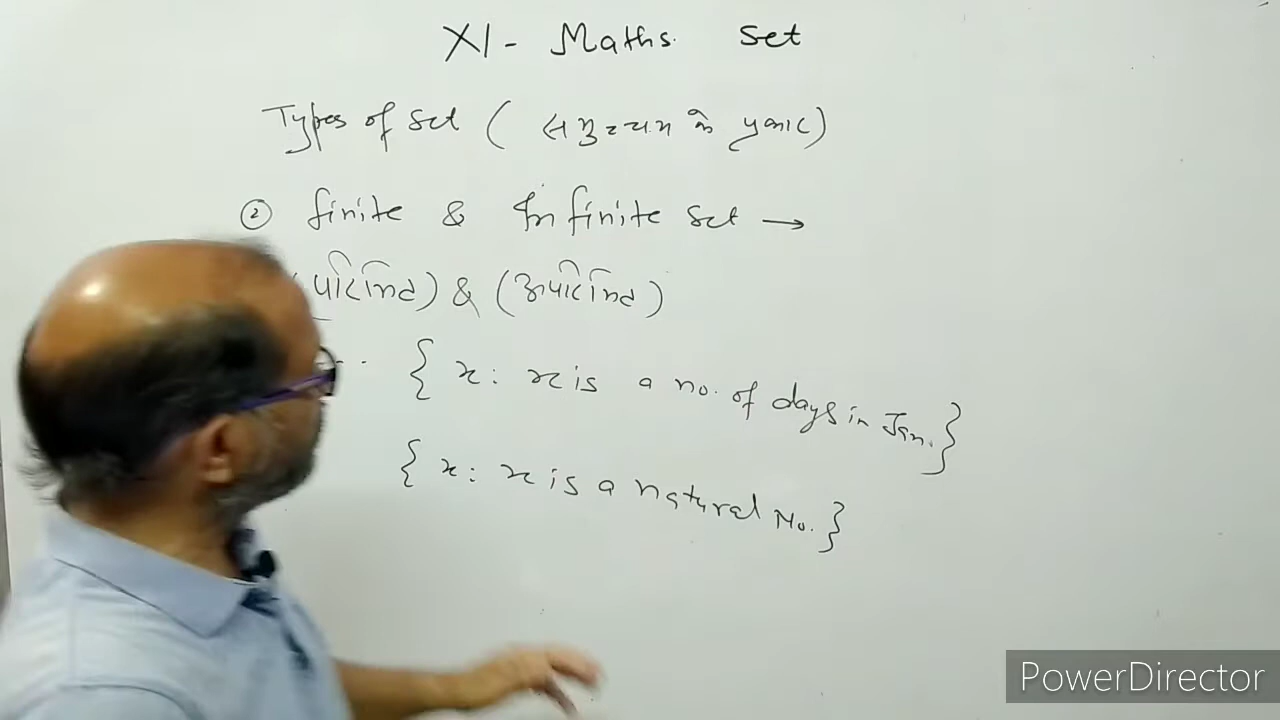 XI - Maths. Set
Types of set ( समुच्चय के प्रकार)
② finite & Infinite set →
(परिमित) & (अपरिमित)
{ x : x is a no. of days in Jan. }
{ x : x is a natural No. }
PowerDirector